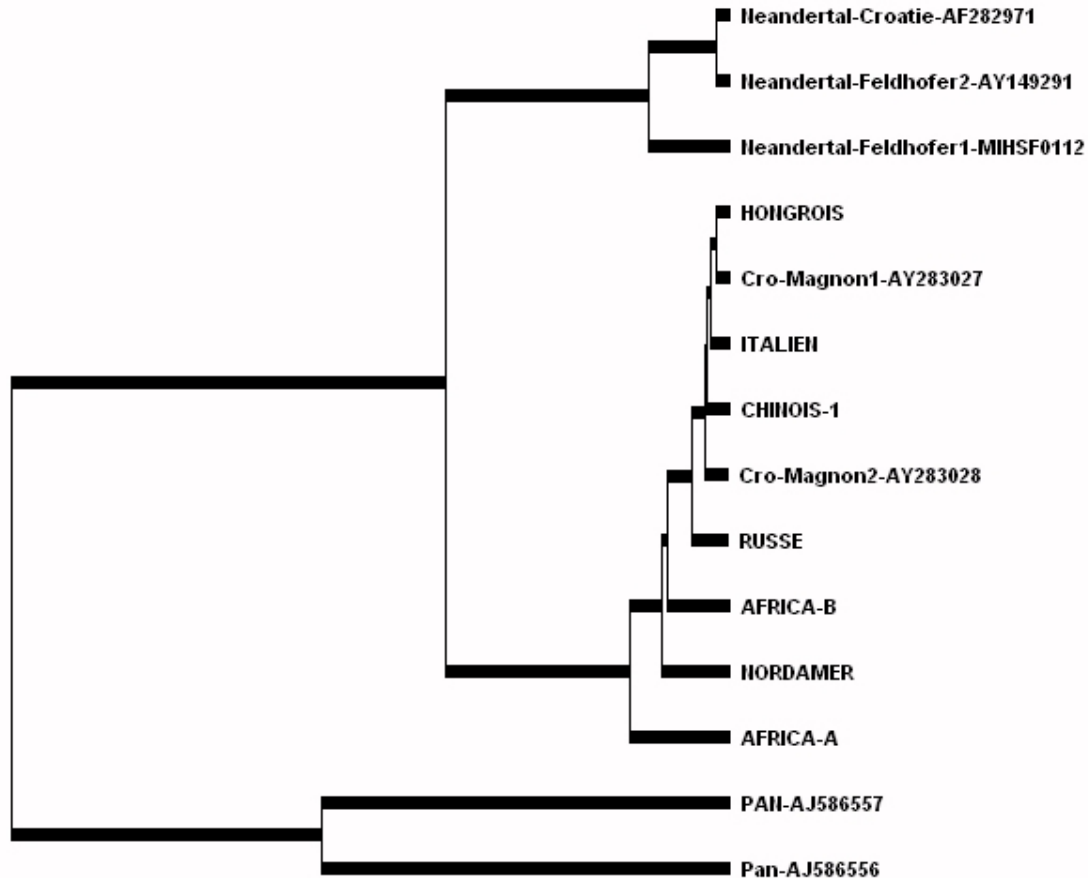 Neandertal-Croatie-AF282971
Neandertal-Feldhofer2-AY149291
Neandertal-Feldhofer1-MIHSF0112
HONGROIS
Cro-Magnon1-AY283027
ITALIEN
CHINOIS-1
Cro-Magnon2-AY283028
RUSSE
AFRICA-B
NORDAMER
AFRICA-A
PAN-AJ586557
Pan-AJ586556